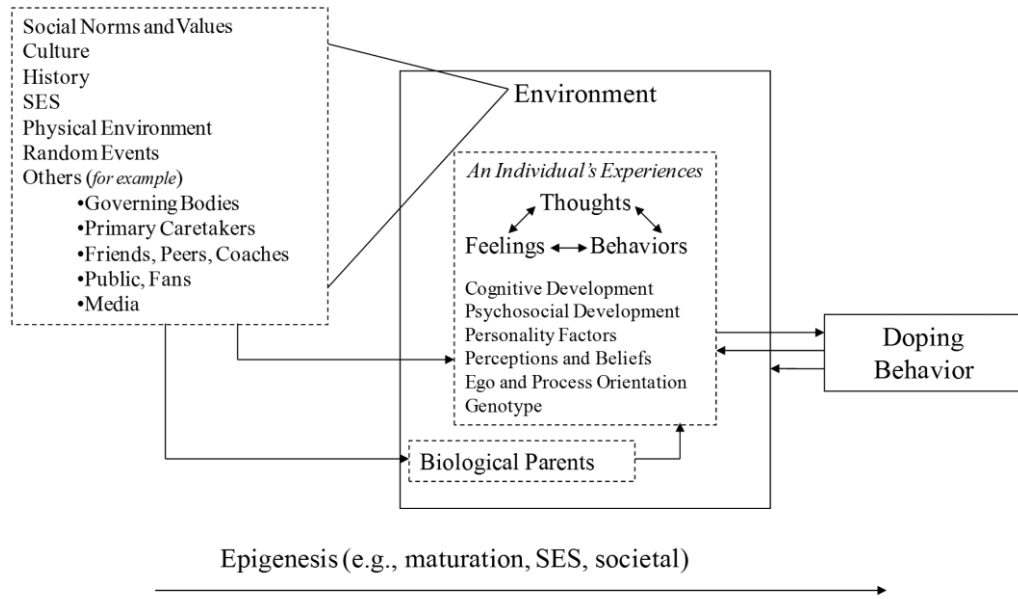 Social Norms and Values
Culture
History
SES
Physical Environment
Random Events
Others (for example)
•Governing Bodies
•Primary Caretakers
•Friends, Peers, Coaches
•Public, Fans
•Media
Environment
An Individual's Experiences
Thoughts
Feelings Behaviors
Cognitive Development
Psychosocial Development
Personality Factors
Perceptions and Beliefs
Ego and Process Orientation
Genotype
Biological Parents
Doping
Behavior
Epigenesis (e.g., maturation, SES, societal)